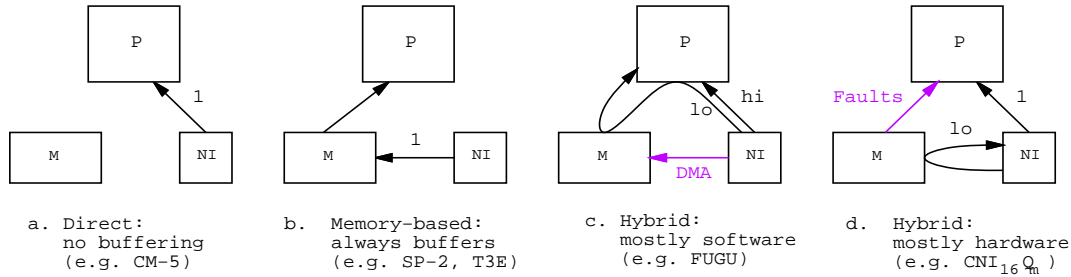 P
1
M
NI
a. Direct:
no buffering
(e.g. CM-5)
P
1
M
NI
b. Memory-based:
always buffers
(e.g. SP-2, T3E)
P
hi
lo
M
NI
DMA
c. Hybrid:
mostly software
(e.g. FUGU)
P
Faults
1
lo
M
NI
d. Hybrid:
mostly hardware
(e.g. CNI16Qm)